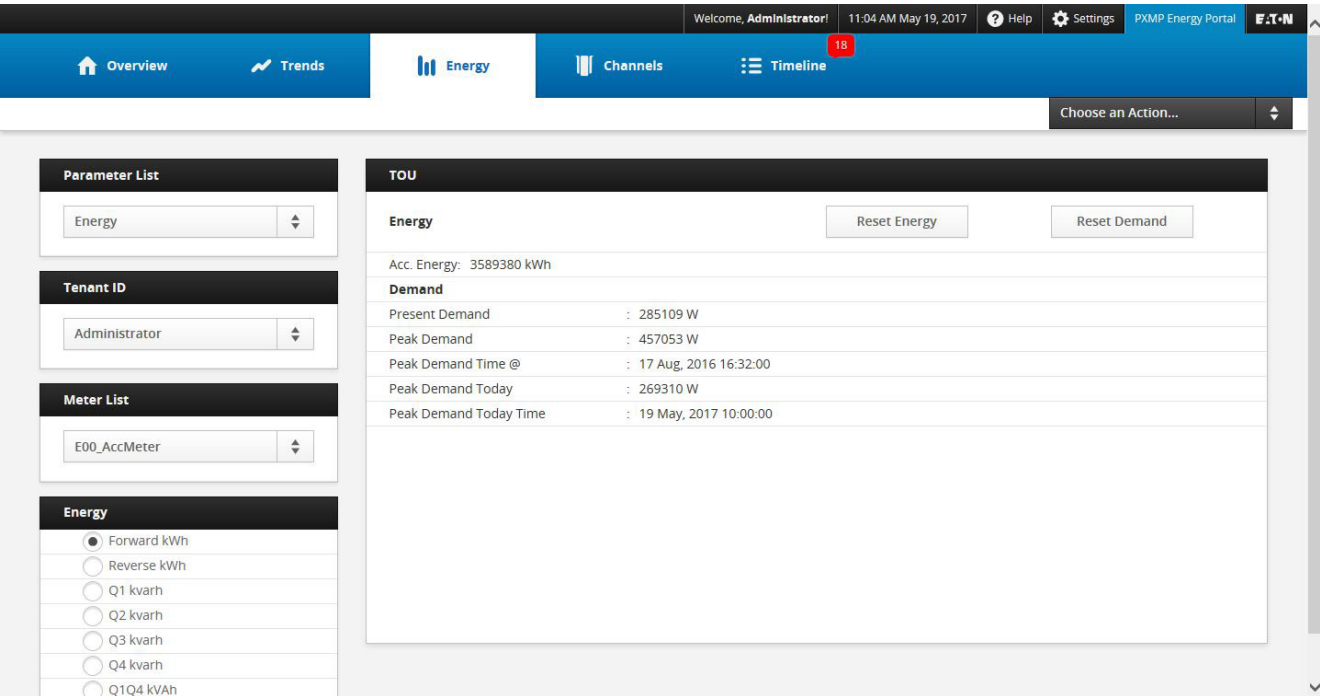 Welcome, Administrator! 11:04 AM May 19, 2017 Help Settings PXMP Energy Portal EATON
Overview Trends Energy Channels Timeline 18
Choose an Action...
Parameter List
Energy
Tenant ID
Administrator
Meter List
E00_AccMeter
Energy
Forward kWh
Reverse kWh
Q1 kvarh
Q2 kvarh
Q3 kvarh
Q4 kvarh
Q1Q4 kVAh
TOU
Energy Reset Energy Reset Demand
Acc. Energy: 3589380 kWh
Demand
Present Demand : 285109 W
Peak Demand : 457053 W
Peak Demand Time @ : 17 Aug, 2016 16:32:00
Peak Demand Today : 269310 W
Peak Demand Today Time : 19 May, 2017 10:00:00